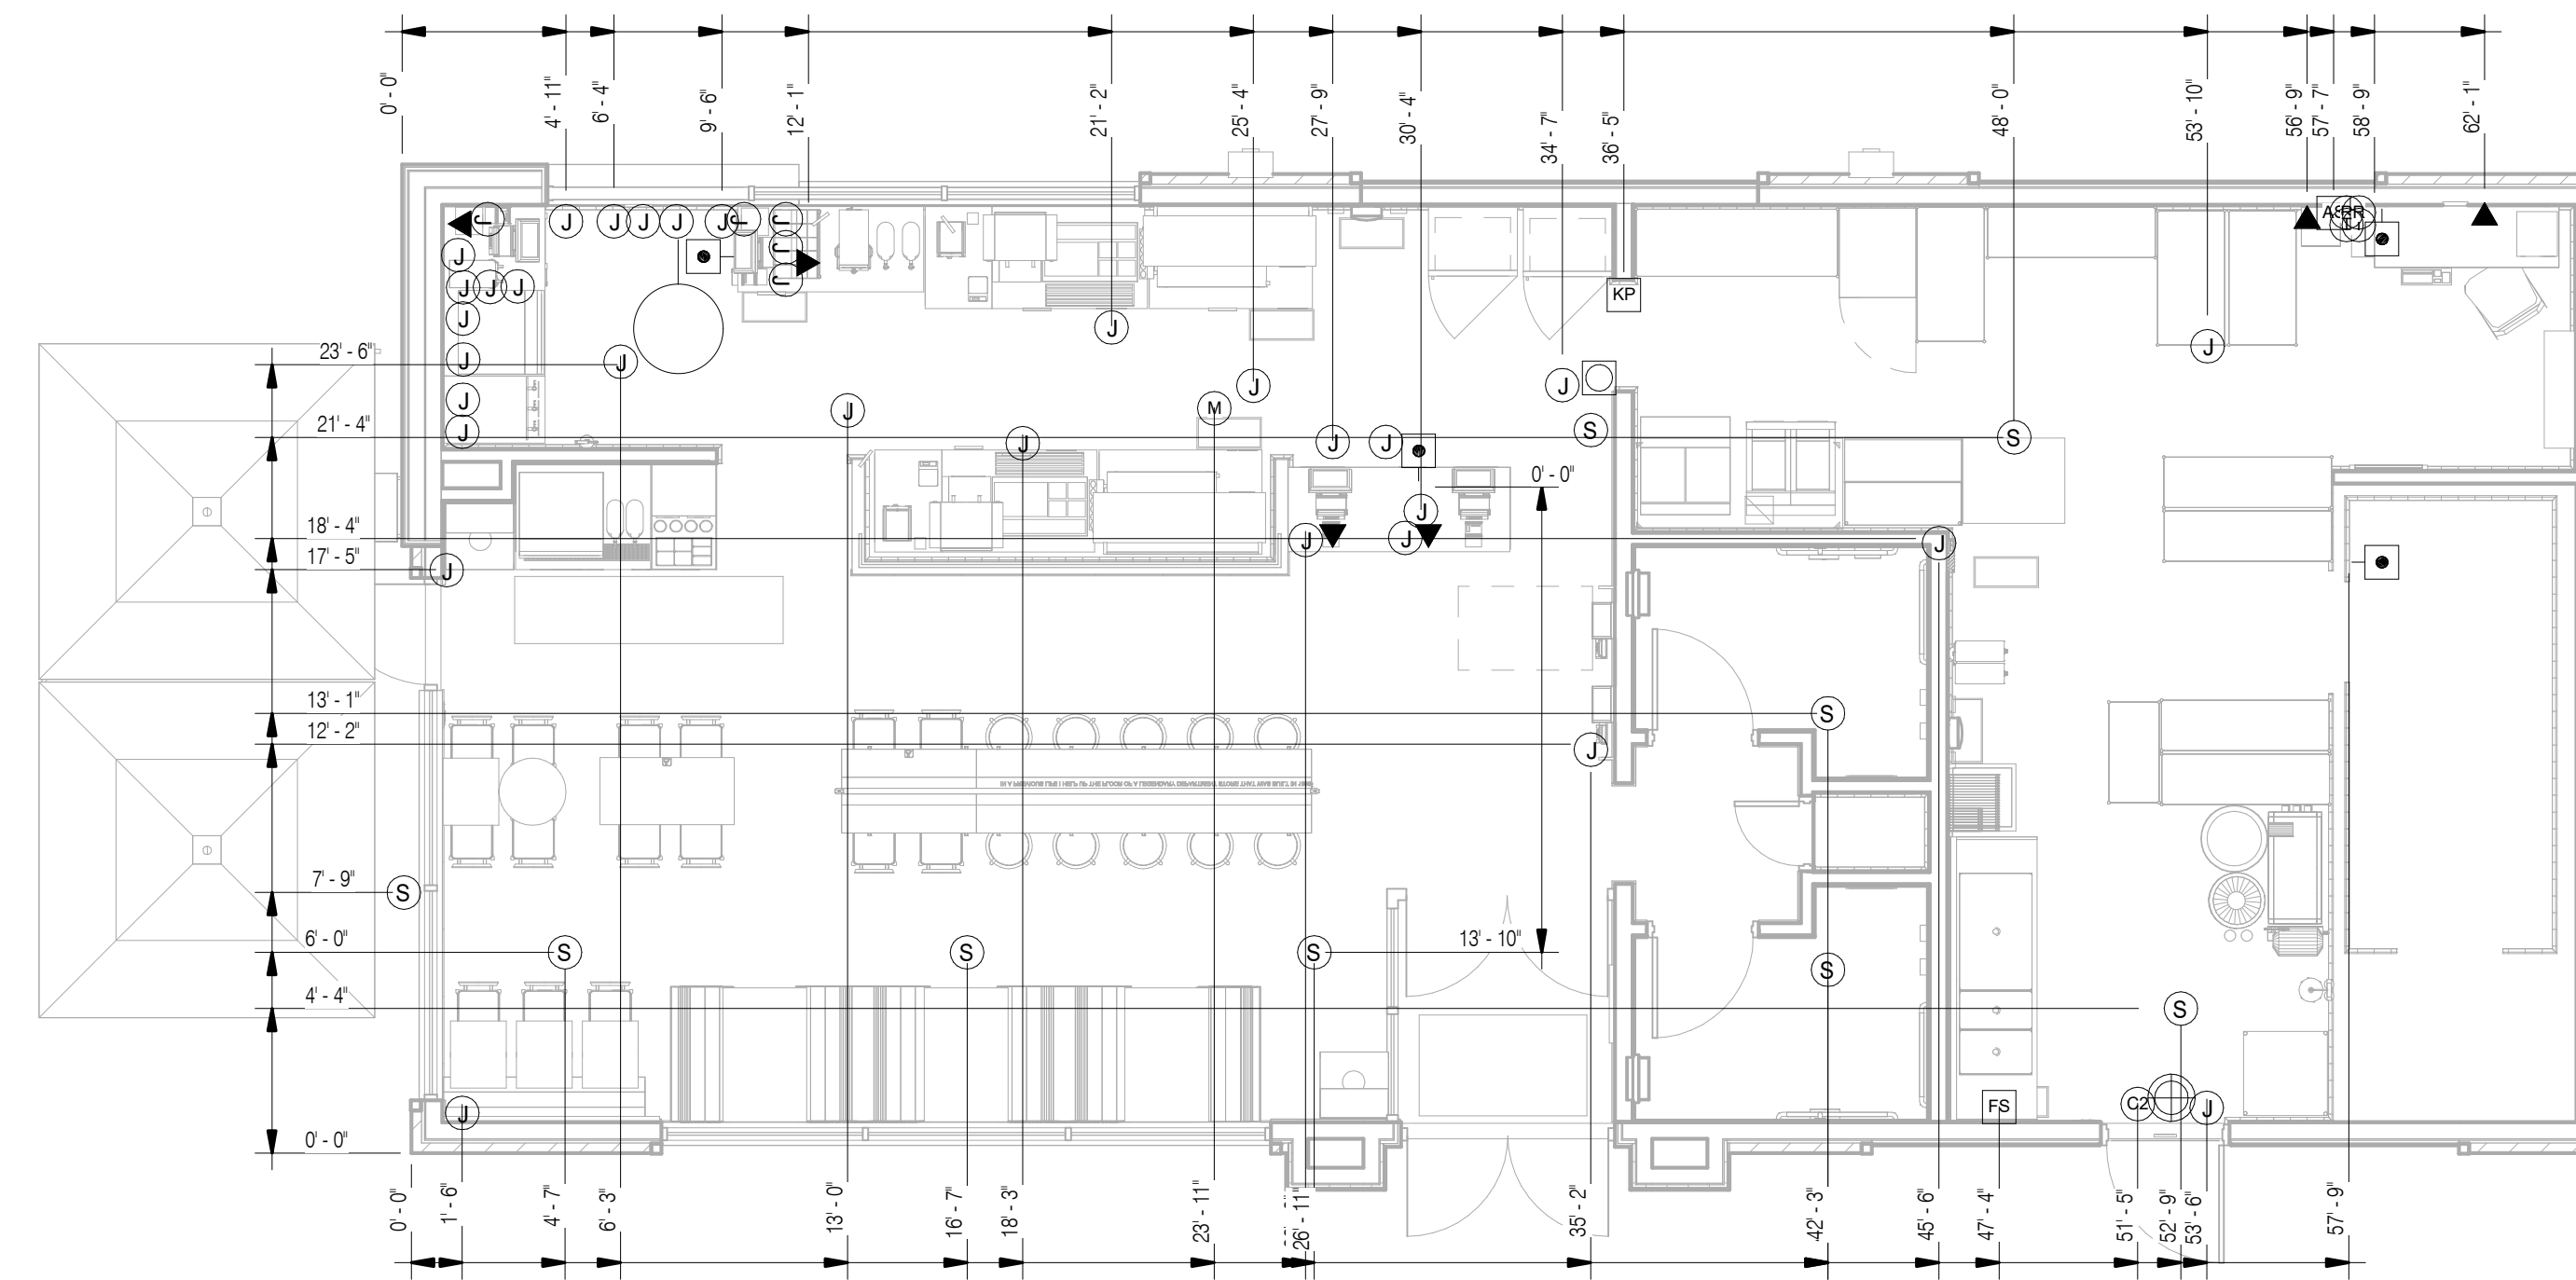 0' - 0"
4' - 11"
6' - 4"
9' - 6"
12' - 1"
21' - 2"
25' - 4"
27' - 9"
30' - 4"
34' - 7"
36' - 5"
48' - 0"
53' - 10"
56' - 9"
57' - 7"
58' - 9"
62' - 1"
J
J
J
J
J
J
J
J
J
J
J
J
J
J
KP
J
J
23' - 6"
J
J
J
J
J
J
J
M
21' - 4"
J
J
J
J
S
S
0' - 0"
18' - 4"
J
J
J
J
17' - 5"
J
13' - 1"
S
12' - 2"
J
7' - 9"
S
6' - 0"
S
S
S
13' - 10"
S
4' - 4"
S
J
FS
C2
J
0' - 0"
0' - 0"
1' - 6"
4' - 7"
6' - 3"
13' - 0"
16' - 7"
18' - 3"
23' - 11"
26' - 11"
35' - 2"
42' - 3"
45' - 6"
47' - 4"
51' - 5"
52' - 9"
53' - 6"
57' - 9"